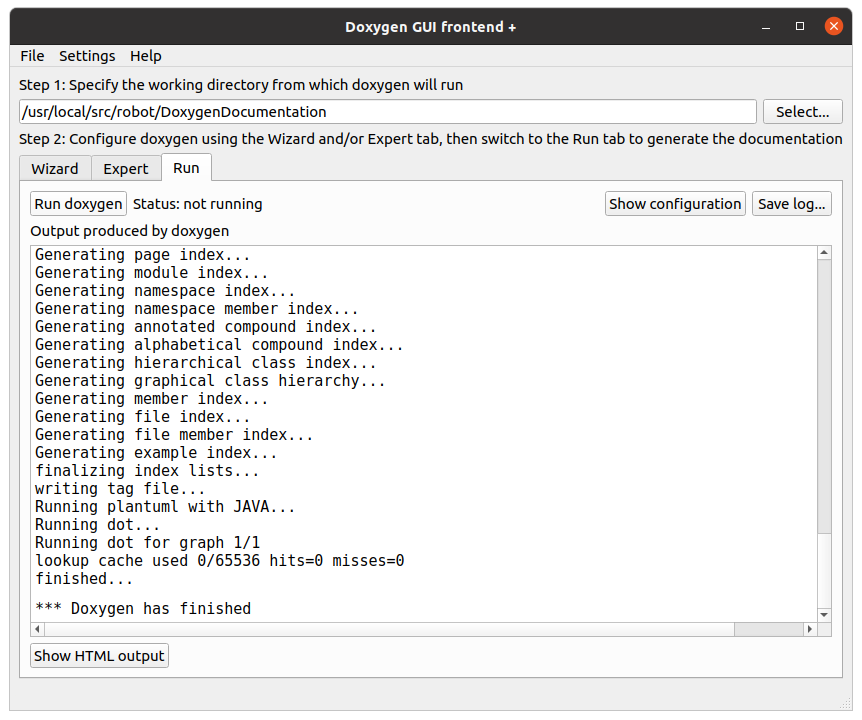 Doxygen GUI frontend +
File Settings Help
Step 1: Specify the working directory from which doxygen will run
/usr/local/src/robot/DoxygenDocumentation Select...
Step 2: Configure doxygen using the Wizard and/or Expert tab, then switch to the Run tab to generate the documentation
Wizard Expert Run
Run doxygen Status: not running Show configuration Save log...
Output produced by doxygen
Generating page index...
Generating module index...
Generating namespace index...
Generating namespace member index...
Generating annotated compound index...
Generating alphabetical compound index...
Generating hierarchical class index...
Generating graphical class hierarchy...
Generating member index...
Generating file index...
Generating file member index...
Generating example index...
finalizing index lists...
writing tag file...
Running plantuml with JAVA...
Running dot...
Running dot for graph 1/1
lookup cache used 0/65536 hits=0 misses=0
finished...
*** Doxygen has finished
Show HTML output